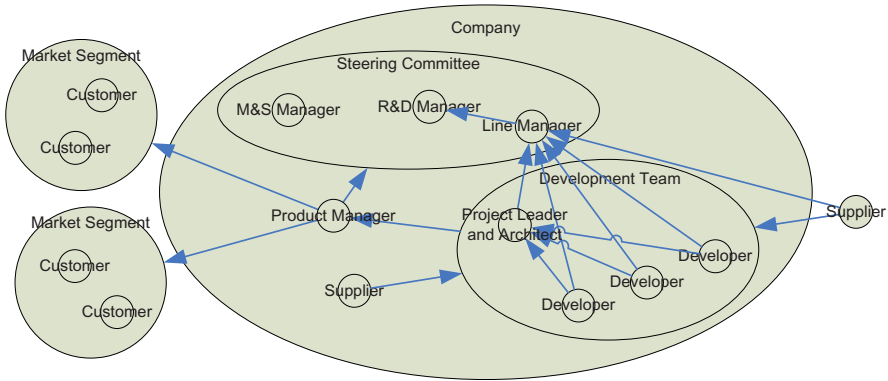 Company
Market Segment
Customer
Customer
Steering Committee
M&S Manager
R&D Manager
Line Manager
Development Team
Market Segment
Customer
Customer
Product Manager
Project Leader
and Architect
Supplier
Developer
Developer
Developer
Supplier